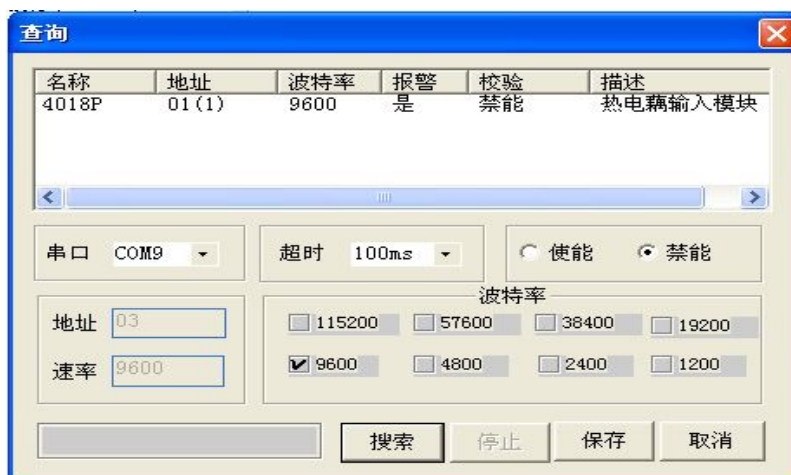 查询
名称 地址 波特率 报警 校验 描述
4018P 01(1) 9600 是 禁能 热电藕输入模块
串口 COM9 超时 100ms 使能 禁能
波特率
地址 03 115200 57600 38400 19200
速率 9600 9600 4800 2400 1200
搜索 停止 保存 取消